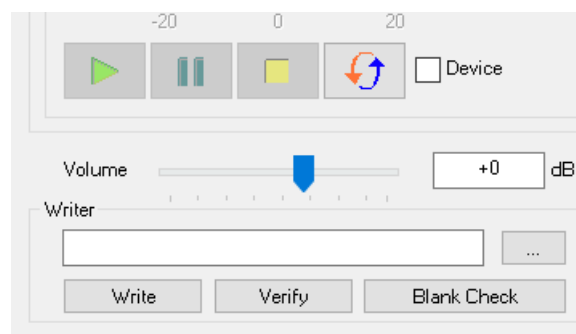 -20 0 20
Device
Volume +0 dB
Writer
...
Write Verify Blank Check